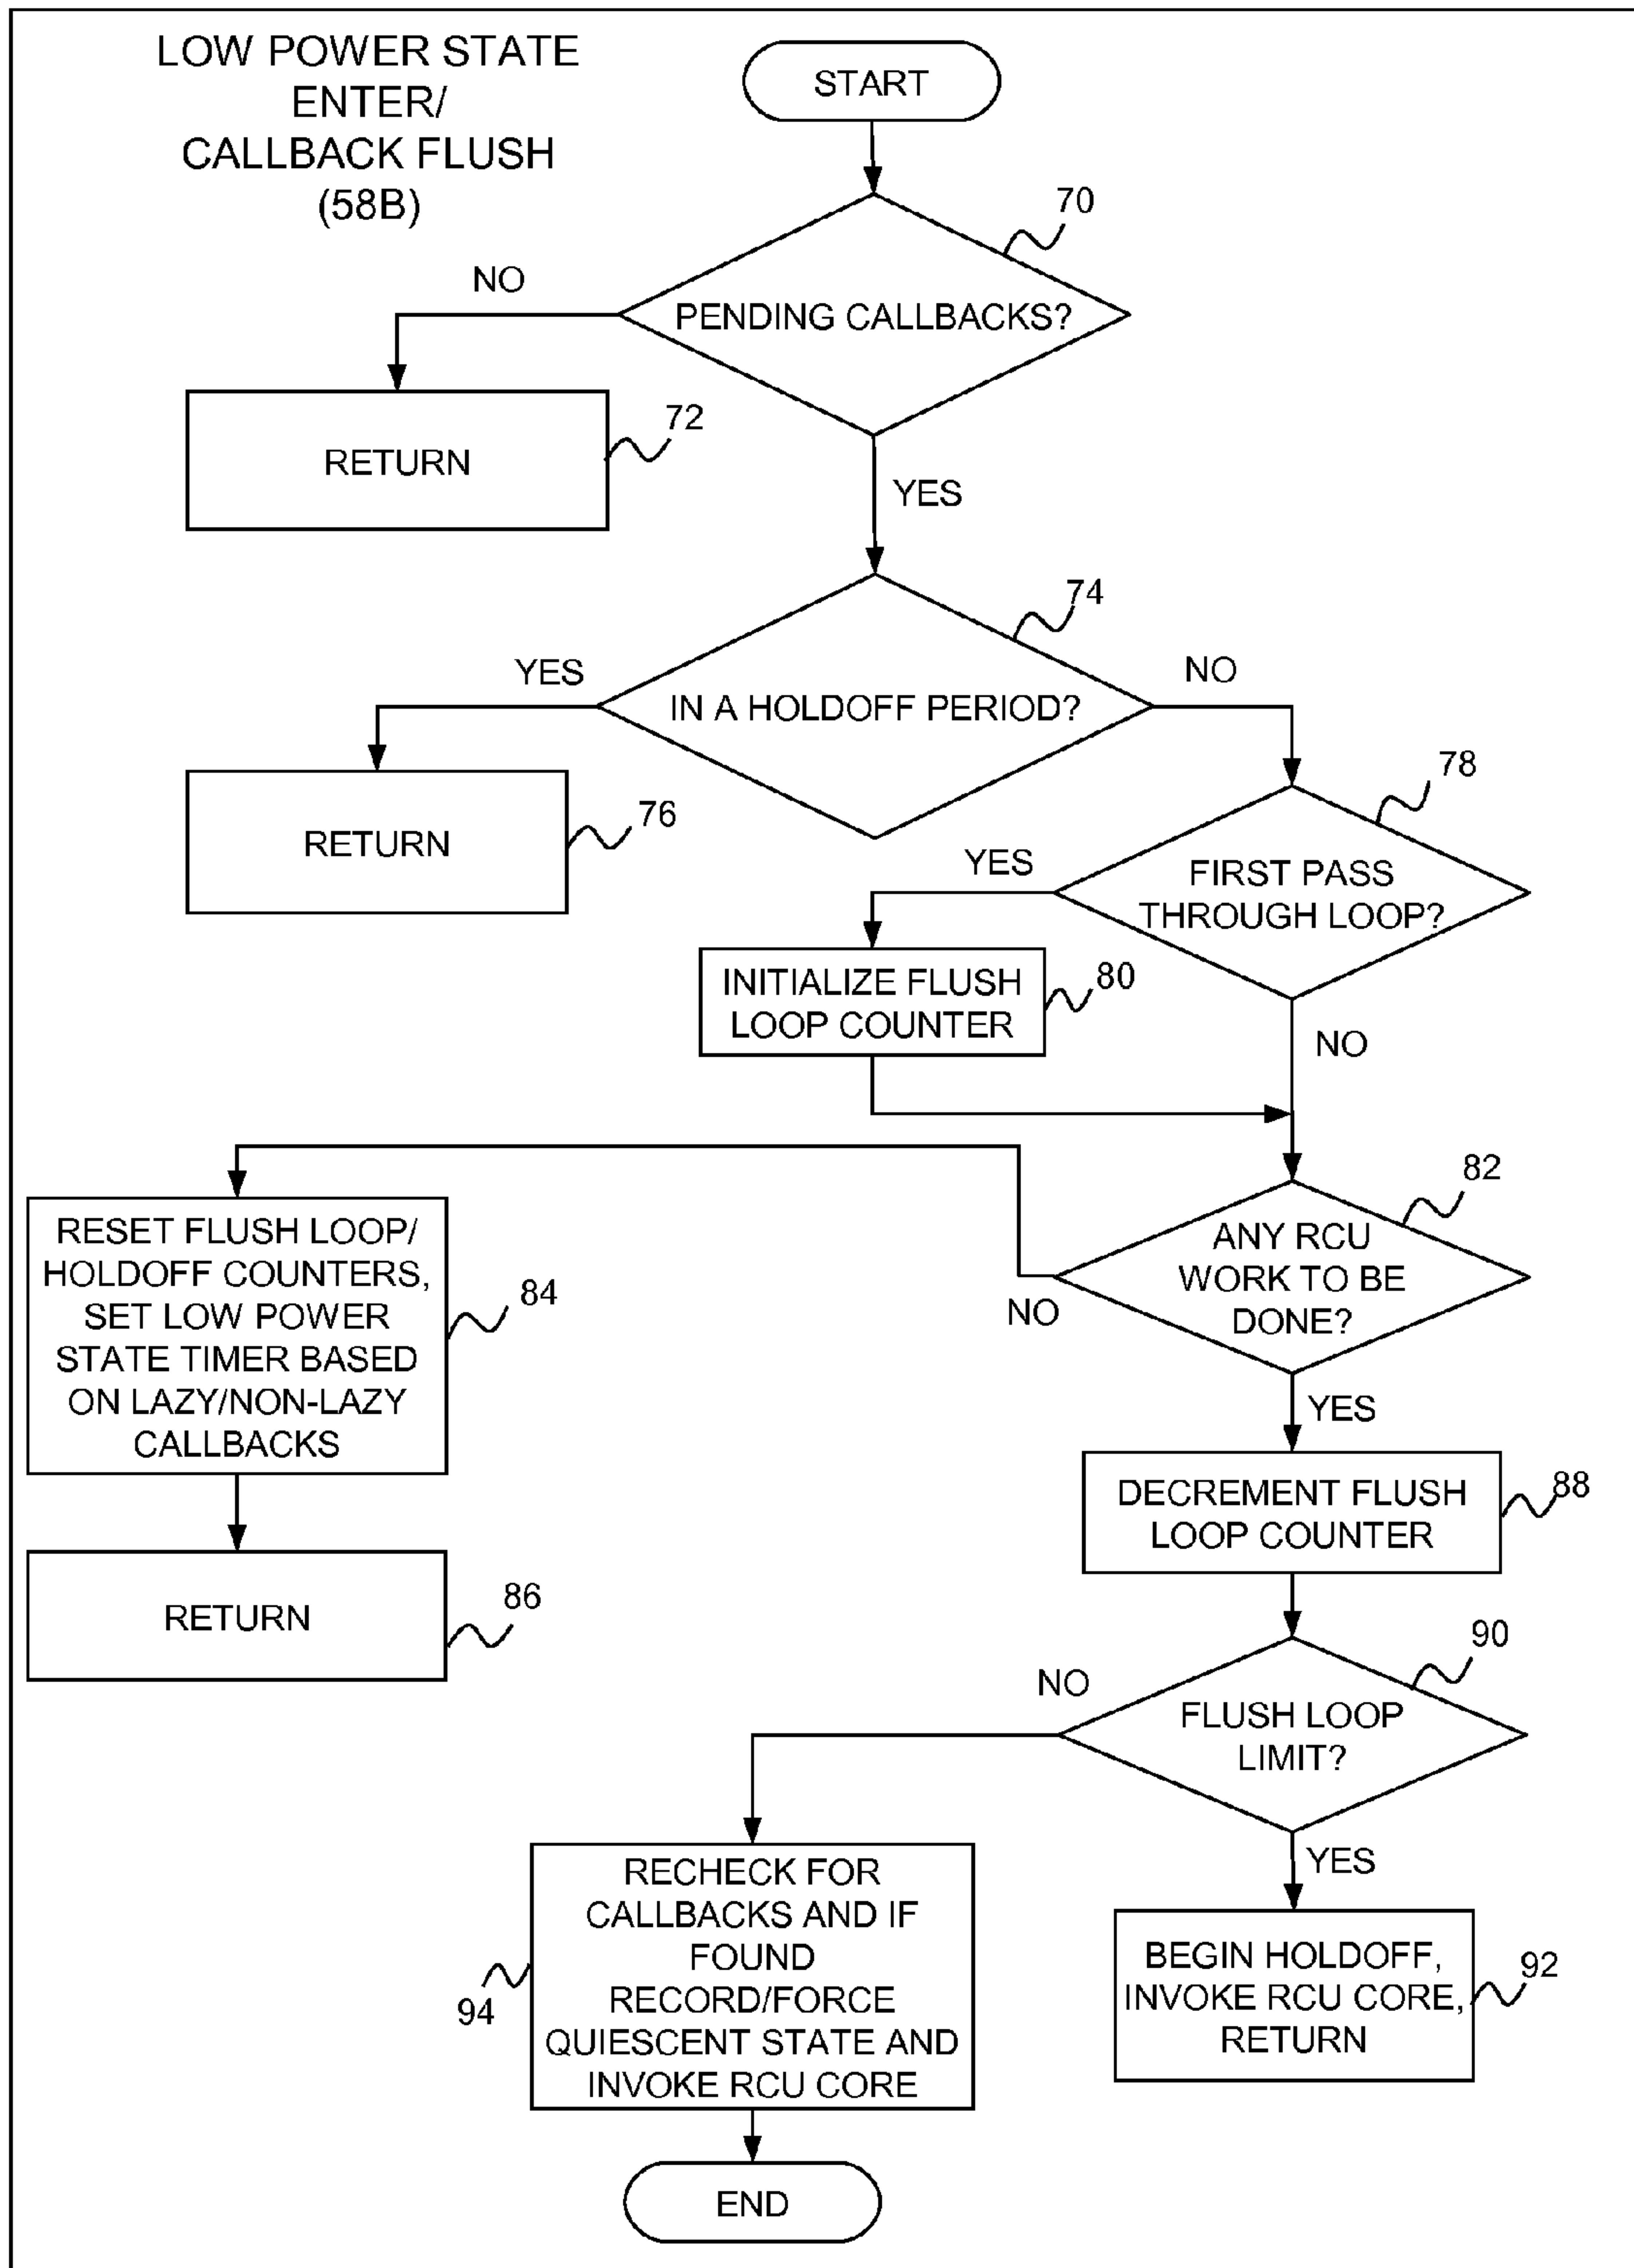 LOW POWER STATE
ENTER/
CALLBACK FLUSH
(58B)
START
70
NO
PENDING CALLBACKS?
72
RETURN
YES
74
YES
NO
IN A HOLDOFF PERIOD?
78
76
RETURN
YES
FIRST PASS
THROUGH LOOP?
INITIALIZE FLUSH
LOOP COUNTER
80
NO
82
RESET FLUSH LOOP/
HOLDOFF COUNTERS,
SET LOW POWER
STATE TIMER BASED
ON LAZY/NON-LAZY
CALLBACKS
84
ANY RCU
WORK TO BE
DONE?
NO
YES
DECREMENT FLUSH
LOOP COUNTER
88
RETURN
86
90
NO
FLUSH LOOP
LIMIT?
YES
RECHECK FOR
CALLBACKS AND IF
FOUND
RECORD/FORCE
QUIESCENT STATE AND
INVOKE RCU CORE
94
BEGIN HOLDOFF,
INVOKE RCU CORE,
RETURN
92
END